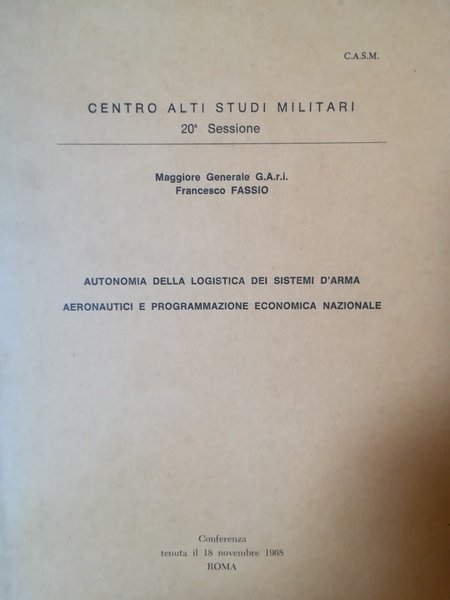 C.A.S.M.
CENTRO ALTI STUDI MILITARI
20ª Sessione
Maggiore Generale G.A.r.i.
Francesco FASSIO
AUTONOMIA DELLA LOGISTICA DEI SISTEMI D'ARMA
AERONAUTICI E PROGRAMMAZIONE ECONOMICA NAZIONALE
Conferenza
tenuta il 18 novembre 1968
ROMA